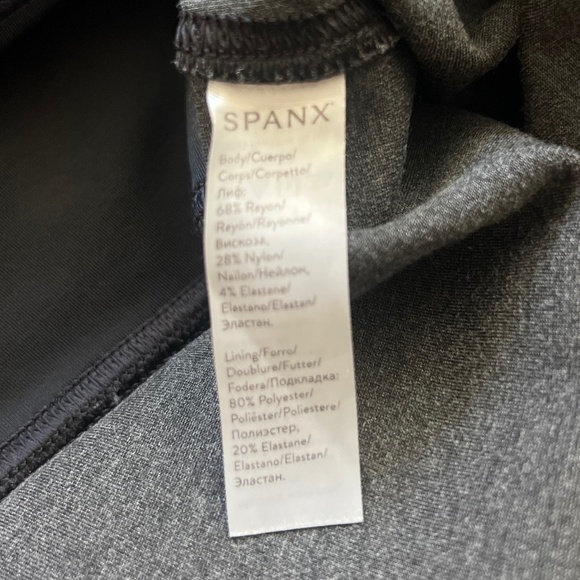 SPANX®
Body/Cuerpo/
Corps/Corpetto/
Лиф:
68% Rayon/
Rayón/Rayonne/
Вискоза,
28% Nylon/
Nailon/Нейлон,
4% Elastane/
Elastano/Elastan/
Эластан.
Lining/Forro/
Doublure/Futter/
Fodera/Подкладка:
80% Polyester/
Poliéster/Poliestere/
Полиэстер,
20% Elastane/
Elastano/Elastan/
Эластан.